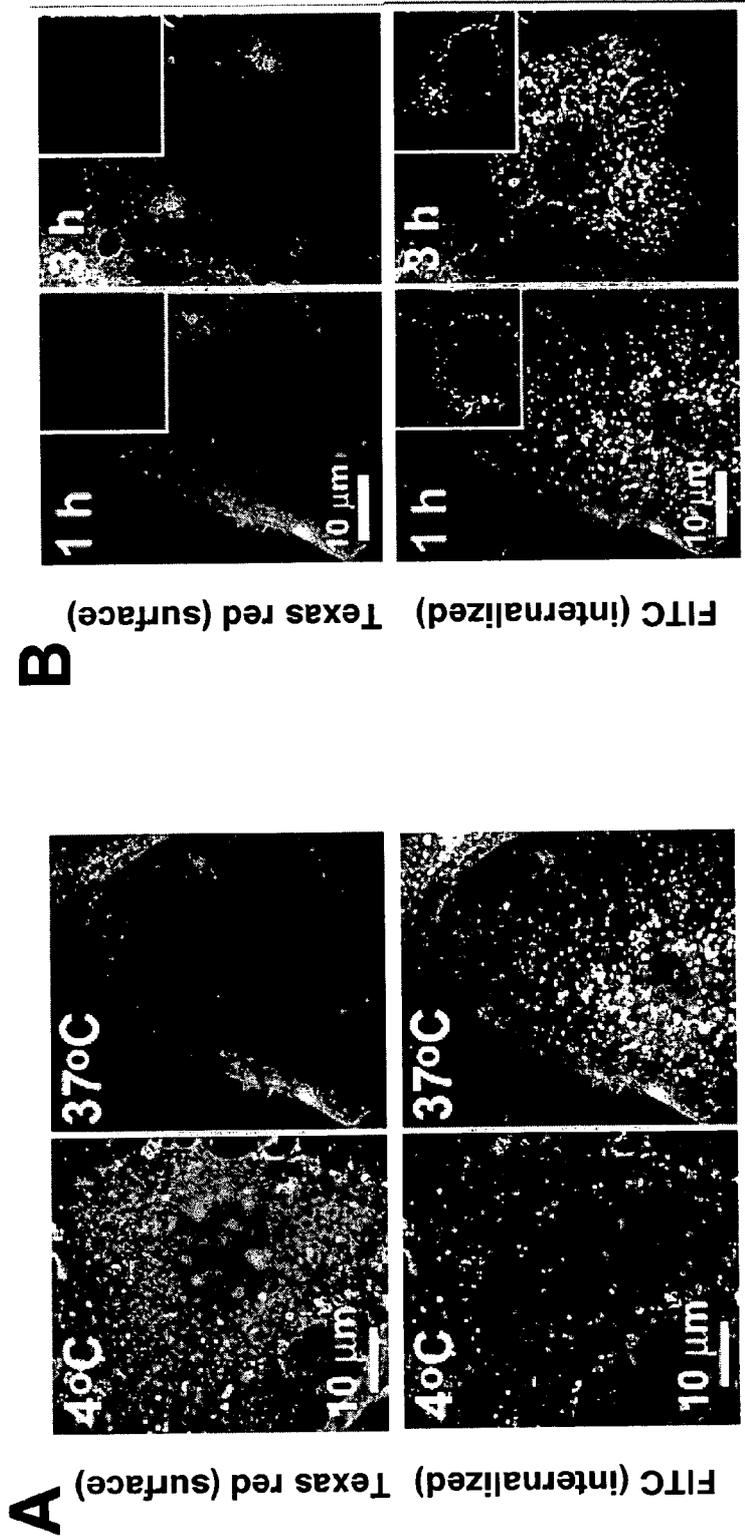 A
Texas red (surface)
4ºC
10 µm
37ºC
FITC (internalized)
4ºC
10 µm
37ºC
B
Texas red (surface)
1 h
10 µm
3 h
FITC (internalized)
1 h
10 µm
3 h